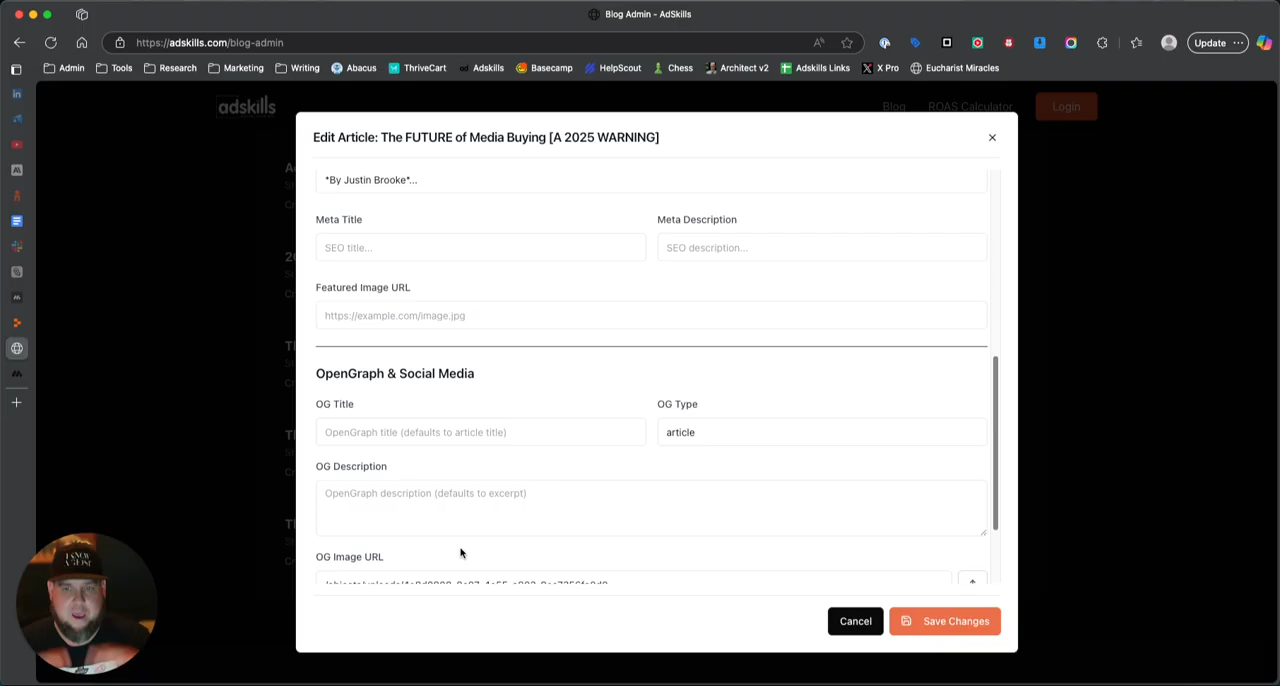 Blog Admin - AdSkills
https://adskills.com/blog-admin
Update
Admin Tools Research Marketing Writing Abacus ThriveCart Adskills Basecamp HelpScout Chess Architect v2 Adskills Links X Pro Eucharist Miracles
adskills
Blog ROAS Calculator Login
Edit Article: The FUTURE of Media Buying [A 2025 WARNING]
*By Justin Brooke*...
Meta Title Meta Description
SEO title... SEO description...
Featured Image URL
https://example.com/image.jpg
OpenGraph & Social Media
OG Title OG Type
OpenGraph title (defaults to article title) article
OG Description
OpenGraph description (defaults to excerpt)
OG Image URL
Cancel Save Changes